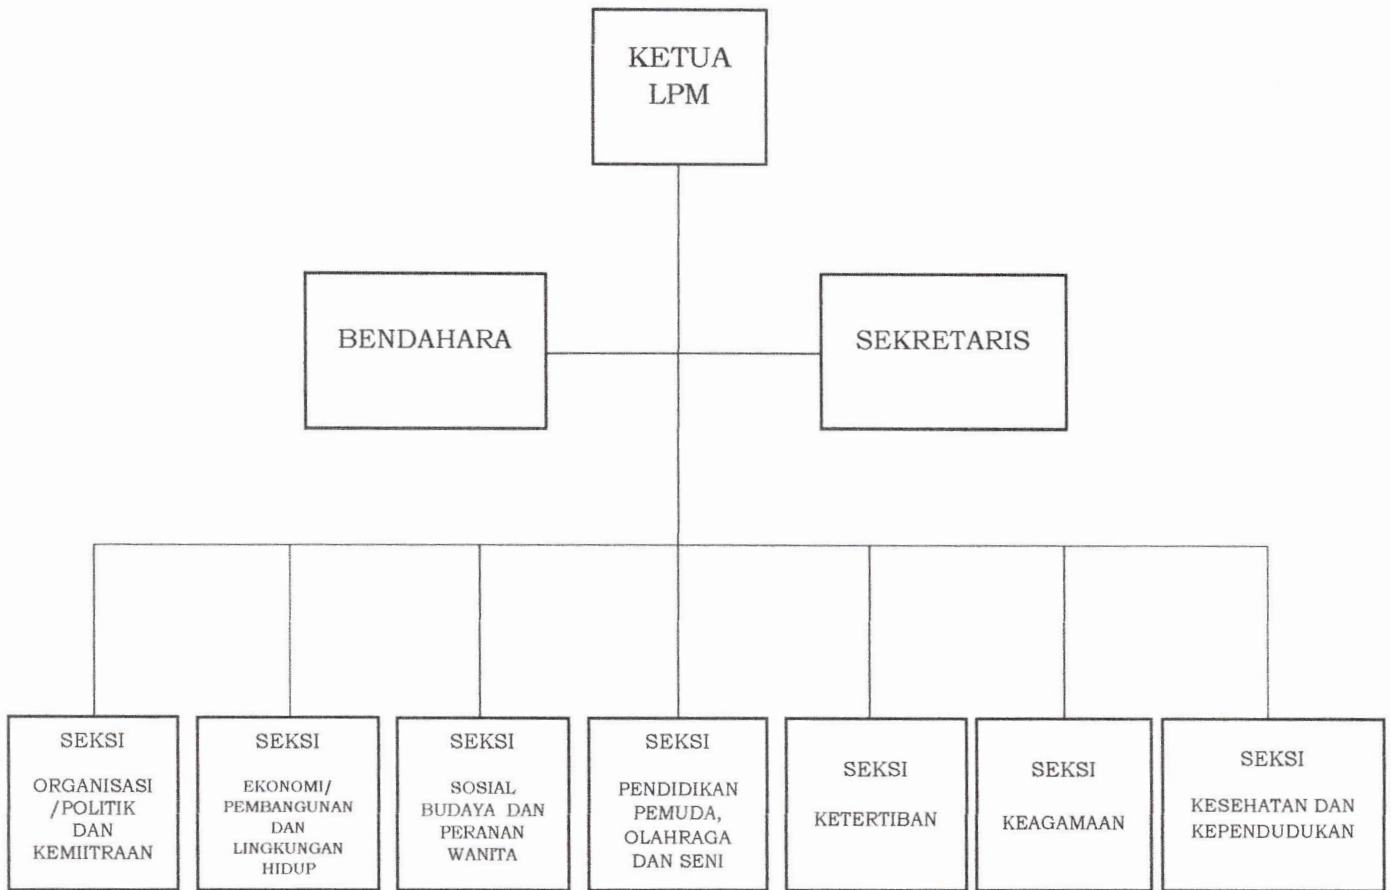 KETUA
LPM
BENDAHARA
SEKRETARIS
SEKSI
ORGANISASI
/POLITIK
DAN
KEMIITRAAN
SEKSI
EKONOMI/
PEMBANGUNAN
DAN
LINGKUNGAN
HIDUP
SEKSI
SOSIAL
BUDAYA DAN
PERANAN
WANITA
SEKSI
PENDIDIKAN
PEMUDA,
OLAHRAGA
DAN SENI
SEKSI
KETERTIBAN
SEKSI
KEAGAMAAN
SEKSI
KESEHATAN DAN
KEPENDUDUKAN